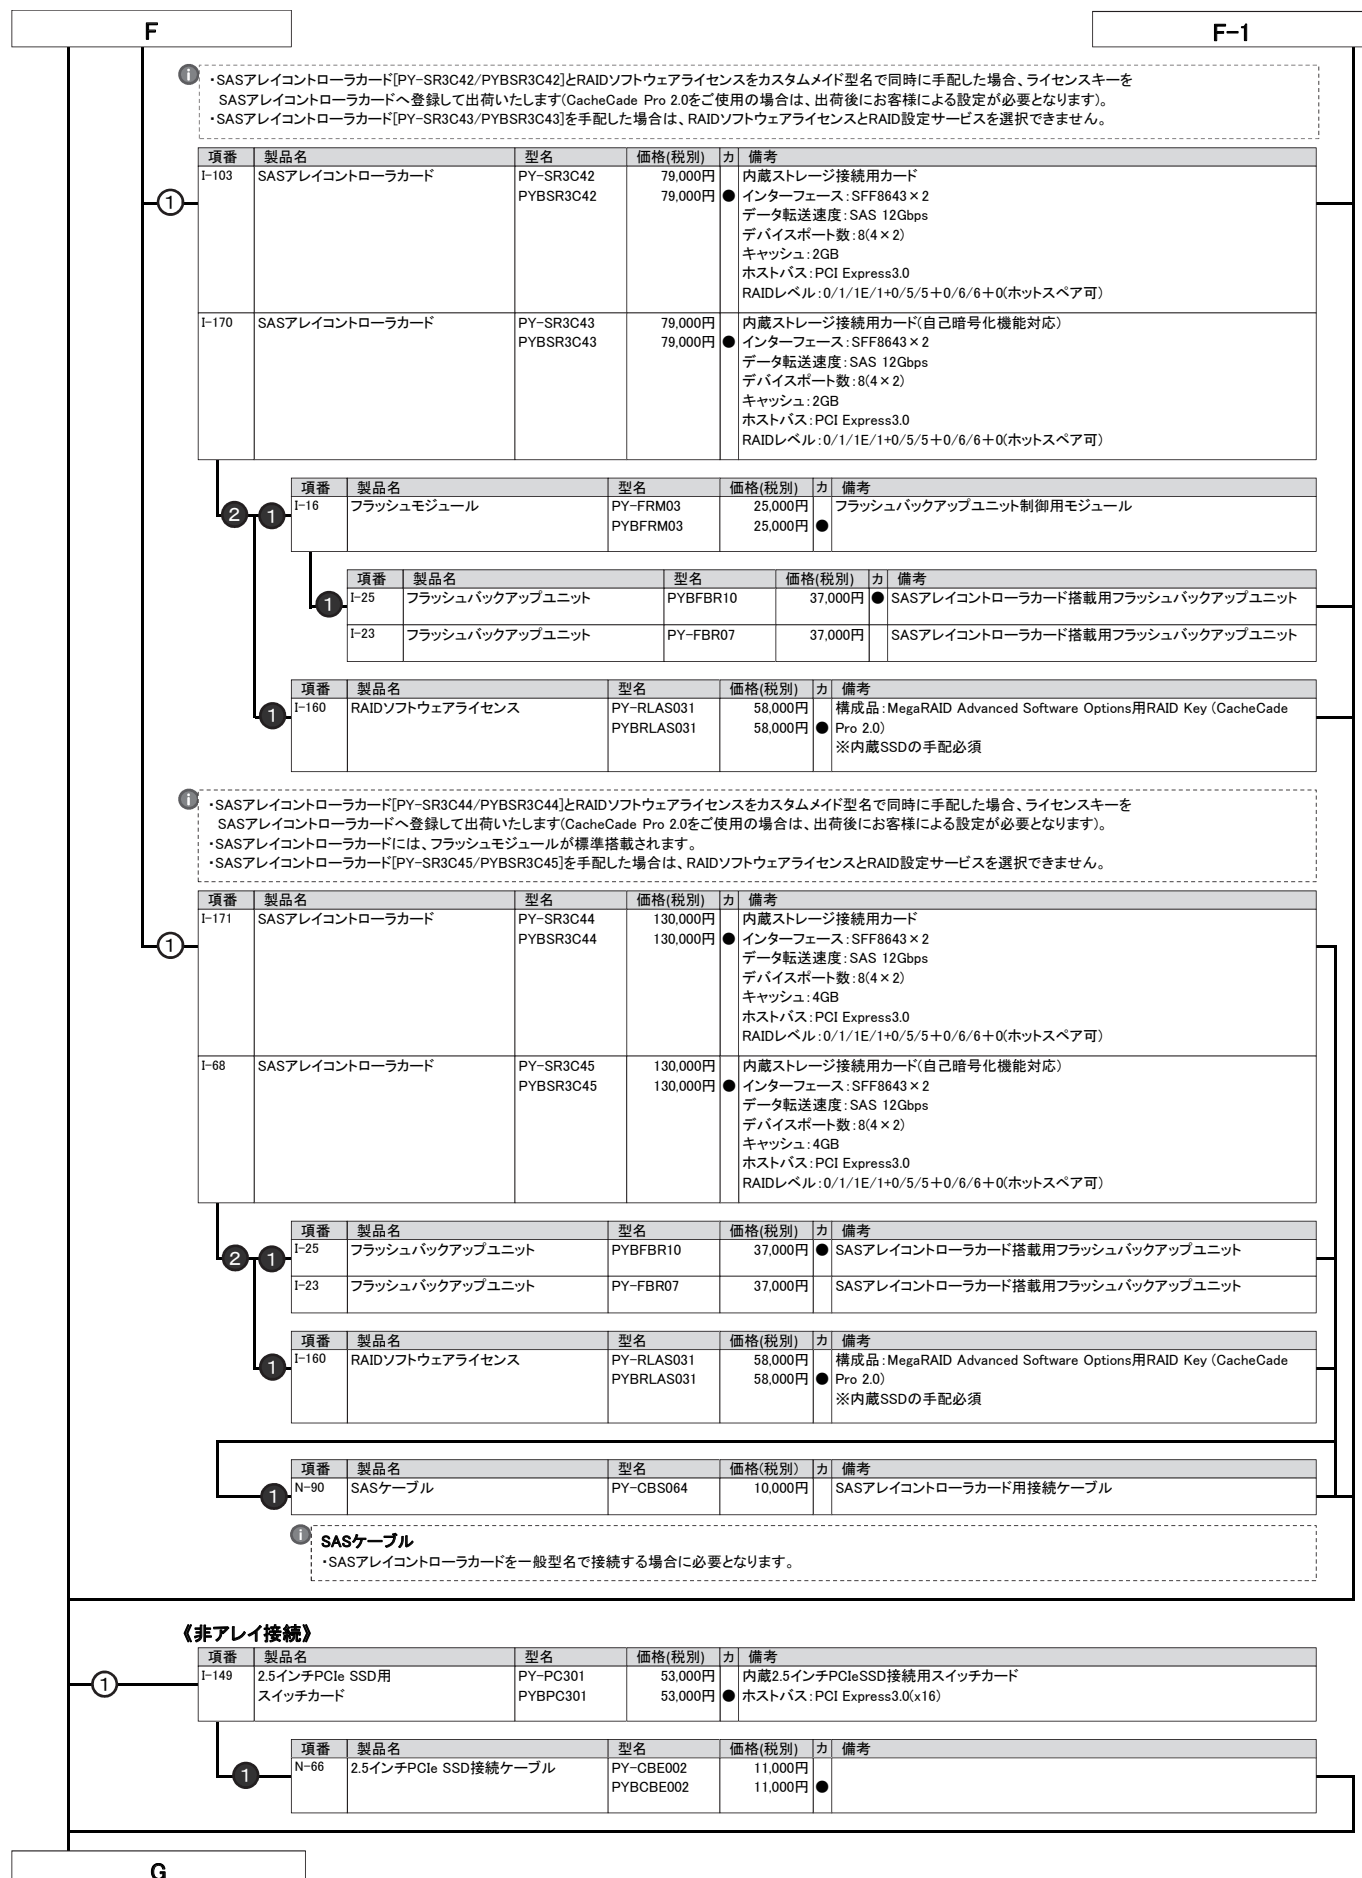 F
F-1
・SASアレイコントローラカード[PY-SR3C42/PYBSR3C42]とRAIDソフトウェアライセンスをカスタムメイド型名で同時に手配した場合、ライセンスキーを
SASアレイコントローラカードへ登録して出荷いたします(CacheCade Pro 2.0をご使用の場合は、出荷後にお客様による設定が必要となります)。
・SASアレイコントローラカード[PY-SR3C43/PYBSR3C43]を手配した場合は、RAIDソフトウェアライセンスとRAID設定サービスを選択できません。
項番 製品名 型名 価格(税別) カ 備考
I-103 SASアレイコントローラカード PY-SR3C42 79,000円 内蔵ストレージ接続用カード
① PYBSR3C42 79,000円 ● インターフェース:SFF8643×2
データ転送速度:SAS 12Gbps
デバイスポート数:8(4×2)
キャッシュ:2GB
ホストバス:PCI Express3.0
RAIDレベル:0/1/1E/1+0/5/5+0/6/6+0(ホットスペア可)
I-170 SASアレイコントローラカード PY-SR3C43 79,000円 内蔵ストレージ接続用カード(自己暗号化機能対応)
PYBSR3C43 79,000円 ● インターフェース:SFF8643×2
データ転送速度:SAS 12Gbps
デバイスポート数:8(4×2)
キャッシュ:2GB
ホストバス:PCI Express3.0
RAIDレベル:0/1/1E/1+0/5/5+0/6/6+0(ホットスペア可)
項番 製品名 型名 価格(税別) カ 備考
❷ ❶ I-16 フラッシュモジュール PY-FRM03 25,000円 フラッシュバックアップユニット制御用モジュール
PYBFRM03 25,000円 ●
項番 製品名 型名 価格(税別) カ 備考
❶ I-25 フラッシュバックアップユニット PYBFBR10 37,000円 ● SASアレイコントローラカード搭載用フラッシュバックアップユニット
I-23 フラッシュバックアップユニット PY-FBR07 37,000円 SASアレイコントローラカード搭載用フラッシュバックアップユニット
項番 製品名 型名 価格(税別) カ 備考
❶ I-160 RAIDソフトウェアライセンス PY-RLAS031 58,000円 構成品:MegaRAID Advanced Software Options用RAID Key (CacheCade
PYBRLAS031 58,000円 ● Pro 2.0)
※内蔵SSDの手配必須
・SASアレイコントローラカード[PY-SR3C44/PYBSR3C44]とRAIDソフトウェアライセンスをカスタムメイド型名で同時に手配した場合、ライセンスキーを
SASアレイコントローラカードへ登録して出荷いたします(CacheCade Pro 2.0をご使用の場合は、出荷後にお客様による設定が必要となります)。
・SASアレイコントローラカードには、フラッシュモジュールが標準搭載されます。
・SASアレイコントローラカード[PY-SR3C45/PYBSR3C45]を手配した場合は、RAIDソフトウェアライセンスとRAID設定サービスを選択できません。
項番 製品名 型名 価格(税別) カ 備考
I-171 SASアレイコントローラカード PY-SR3C44 130,000円 内蔵ストレージ接続用カード
① PYBSR3C44 130,000円 ● インターフェース:SFF8643×2
データ転送速度:SAS 12Gbps
デバイスポート数:8(4×2)
キャッシュ:4GB
ホストバス:PCI Express3.0
RAIDレベル:0/1/1E/1+0/5/5+0/6/6+0(ホットスペア可)
I-68 SASアレイコントローラカード PY-SR3C45 130,000円 内蔵ストレージ接続用カード(自己暗号化機能対応)
PYBSR3C45 130,000円 ● インターフェース:SFF8643×2
データ転送速度:SAS 12Gbps
デバイスポート数:8(4×2)
キャッシュ:4GB
ホストバス:PCI Express3.0
RAIDレベル:0/1/1E/1+0/5/5+0/6/6+0(ホットスペア可)
項番 製品名 型名 価格(税別) カ 備考
❷ ❶ I-25 フラッシュバックアップユニット PYBFBR10 37,000円 ● SASアレイコントローラカード搭載用フラッシュバックアップユニット
I-23 フラッシュバックアップユニット PY-FBR07 37,000円 SASアレイコントローラカード搭載用フラッシュバックアップユニット
項番 製品名 型名 価格(税別) カ 備考
❶ I-160 RAIDソフトウェアライセンス PY-RLAS031 58,000円 構成品:MegaRAID Advanced Software Options用RAID Key (CacheCade
PYBRLAS031 58,000円 ● Pro 2.0)
※内蔵SSDの手配必須
項番 製品名 型名 価格(税別) カ 備考
❶ N-90 SASケーブル PY-CBS064 10,000円 SASアレイコントローラカード用接続ケーブル
SASケーブル
・SASアレイコントローラカードを一般型名で接続する場合に必要となります。
《非アレイ接続》
項番 製品名 型名 価格(税別) カ 備考
① I-149 2.5インチPCIe SSD用 PY-PC301 53,000円 内蔵2.5インチPCIeSSD接続用スイッチカード
スイッチカード PYBPC301 53,000円 ● ホストバス:PCI Express3.0(x16)
項番 製品名 型名 価格(税別) カ 備考
❶ N-66 2.5インチPCIe SSD接続ケーブル PY-CBE002 11,000円
PYBCBE002 11,000円 ●
G